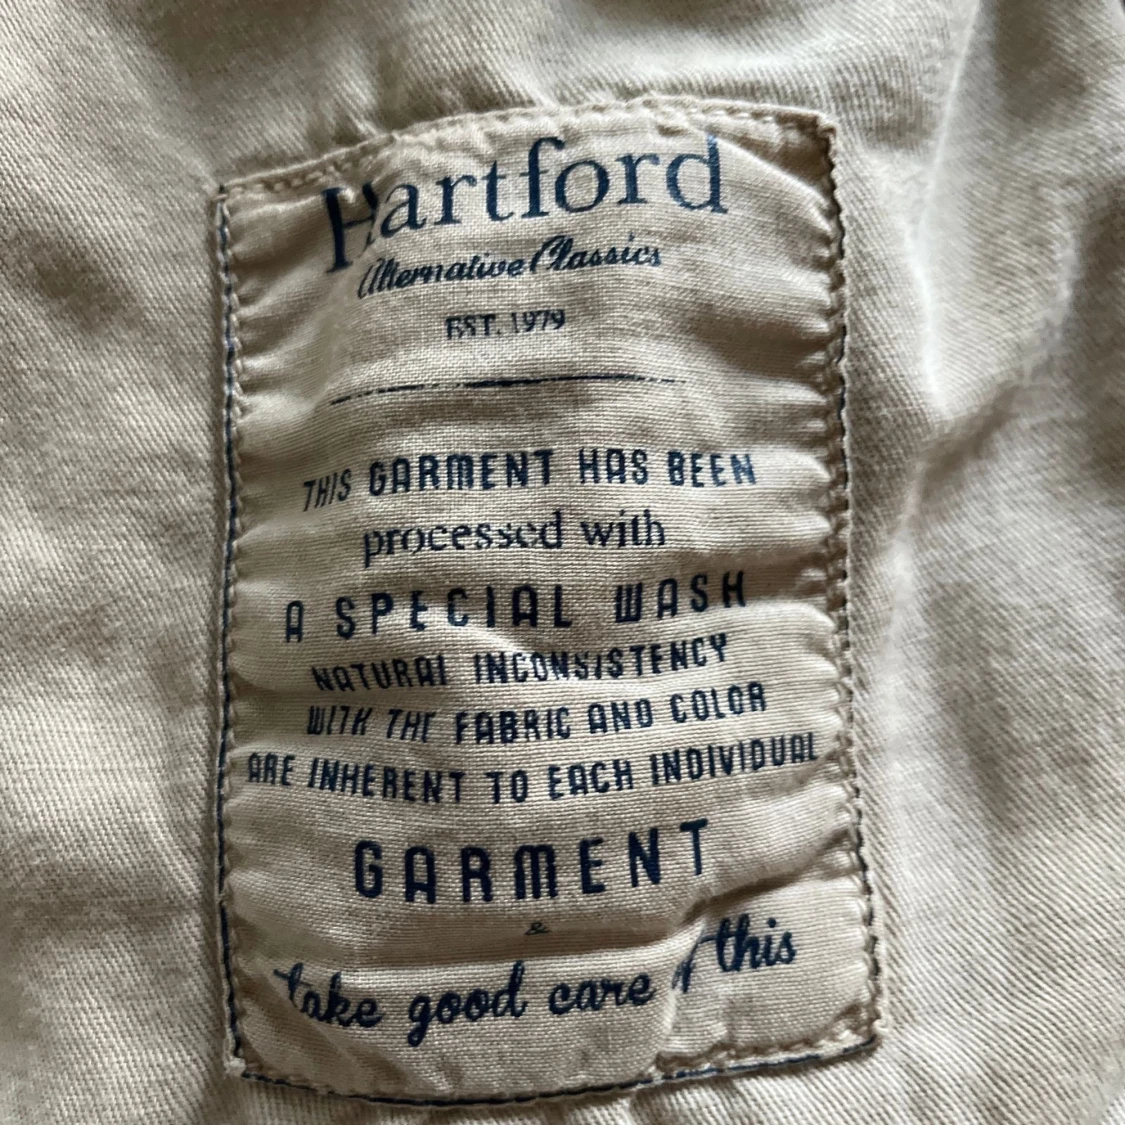 Hartford
Alternative Classics
EST. 1979
THIS GARMENT HAS BEEN
processed with
A SPECIAL WASH
NATURAL INCONSISTENCY
WITH THE FABRIC AND COLOR
ARE INHERENT TO EACH INDIVIDUAL
GARMENT
&
take good care of this